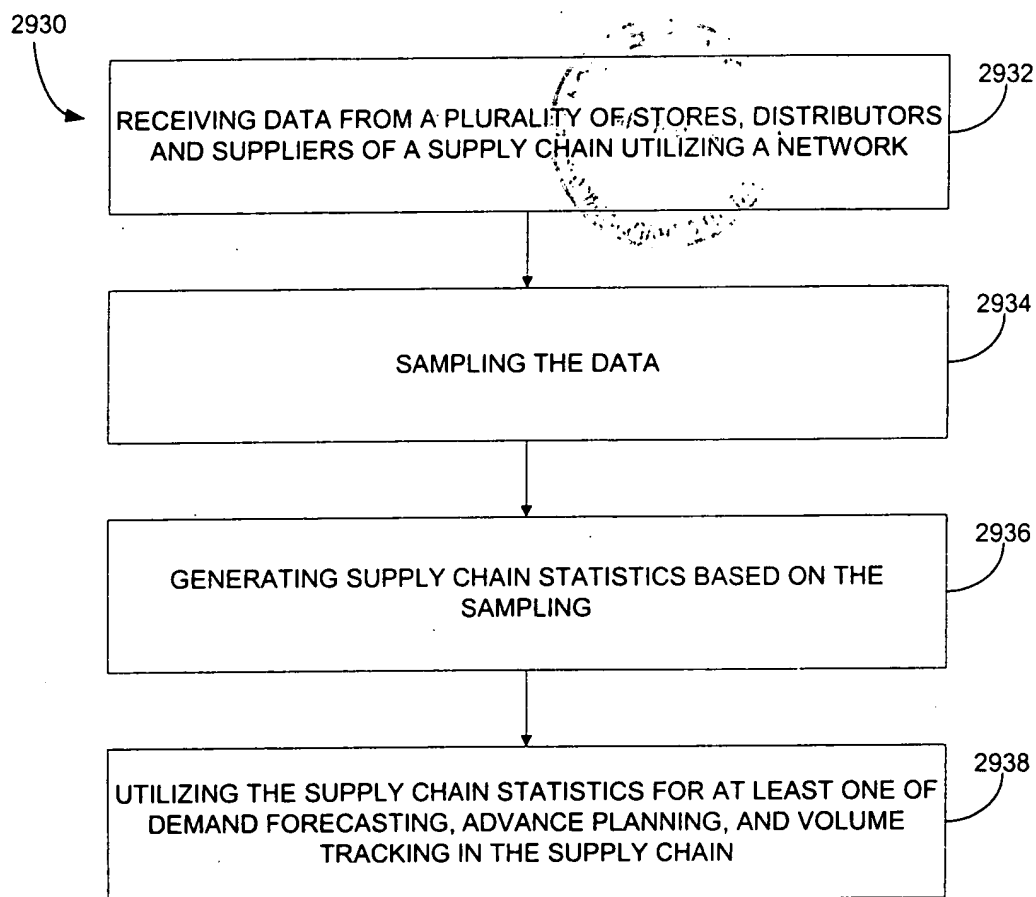 2930
2932
RECEIVING DATA FROM A PLURALITY OF STORES, DISTRIBUTORS
AND SUPPLIERS OF A SUPPLY CHAIN UTILIZING A NETWORK
2934
SAMPLING THE DATA
2936
GENERATING SUPPLY CHAIN STATISTICS BASED ON THE
SAMPLING
2938
UTILIZING THE SUPPLY CHAIN STATISTICS FOR AT LEAST ONE OF
DEMAND FORECASTING, ADVANCE PLANNING, AND VOLUME
TRACKING IN THE SUPPLY CHAIN